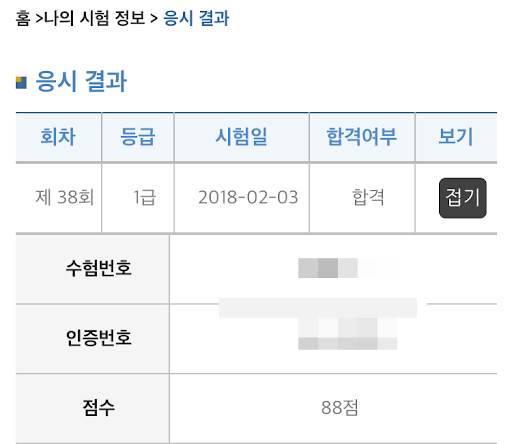 홈 >나의 시험 정보 > 응시 결과
응시 결과
회차 등급 시험일 합격여부 보기
제 38회 1급 2018-02-03 합격 접기
수험번호
인증번호
점수 88점